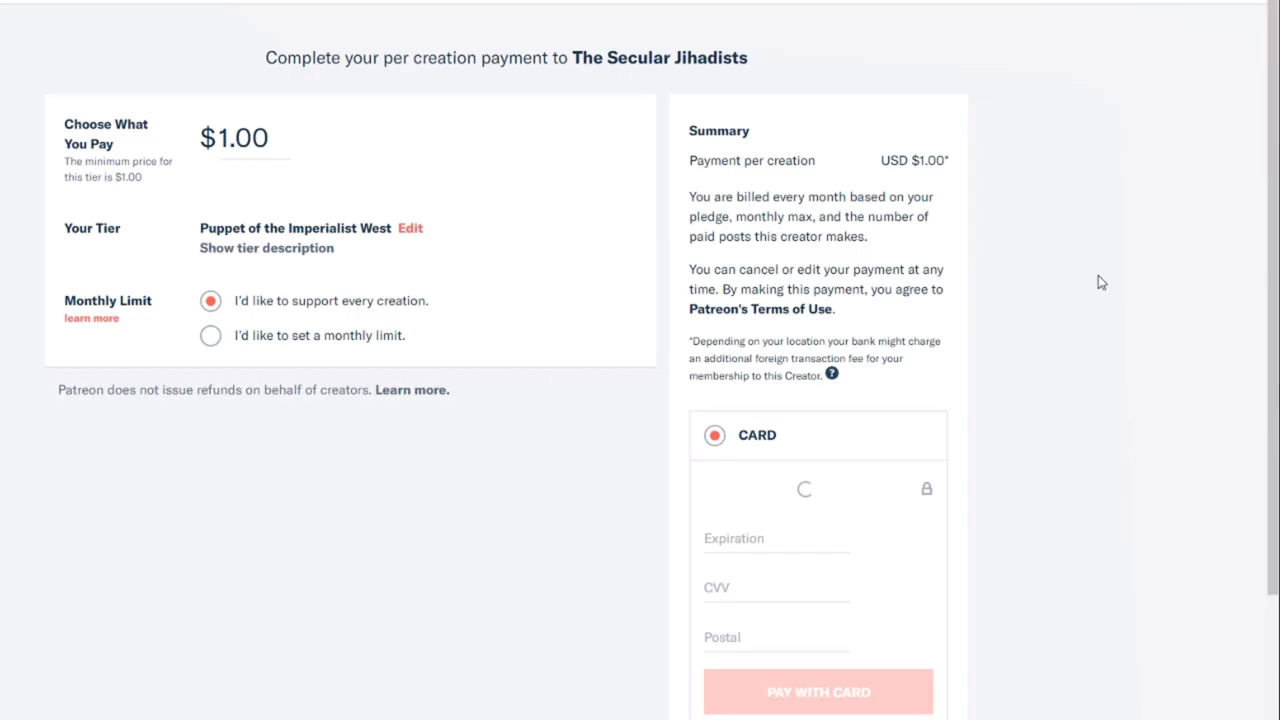 Complete your per creation payment to The Secular Jihadists
Choose What
You Pay
The minimum price for
this tier is $1.00
$1.00
Your Tier
Puppet of the Imperialist West Edit
Show tier description
Monthly Limit
learn more
I'd like to support every creation.
I'd like to set a monthly limit.
Patreon does not issue refunds on behalf of creators. Learn more.
Summary
Payment per creation USD $1.00*
You are billed every month based on your
pledge, monthly max, and the number of
paid posts this creator makes.
You can cancel or edit your payment at any
time. By making this payment, you agree to
Patreon's Terms of Use.
*Depending on your location your bank might charge
an additional foreign transaction fee for your
membership to this Creator. ?
CARD
Expiration
CVV
Postal
PAY WITH CARD